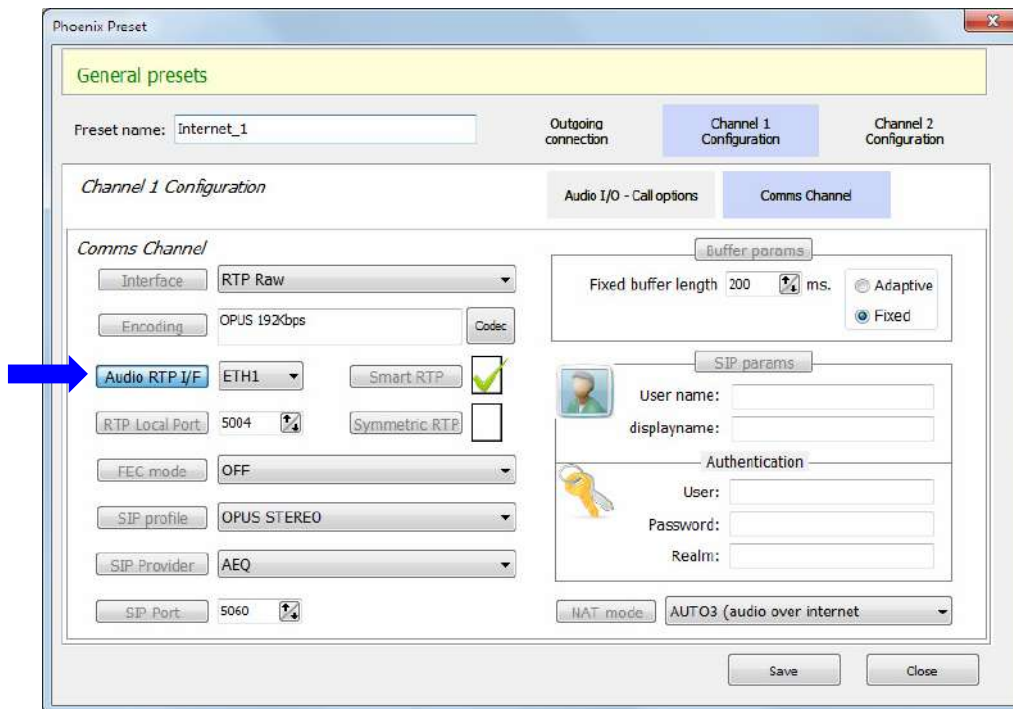 Phoenix Preset
General presets
Preset name: Internet_1
Outgoing connection
Channel 1 Configuration
Channel 2 Configuration
Channel 1 Configuration
Audio I/O - Call options
Comms Channel
Comms Channel
Interface RTP Raw
Encoding OPUS 192Kbps Codec
Audio RTP I/F ETH1 Smart RTP
RTP Local Port 5004 Symmetric RTP
FEC mode OFF
SIP profile OPUS STEREO
SIP Provider AEQ
SIP Port 5060
Buffer params
Fixed buffer length 200 ms.
Adaptive
Fixed
SIP params
User name:
displayname:
Authentication
User:
Password:
Realm:
NAT mode AUTO3 (audio over internet
Save
Close